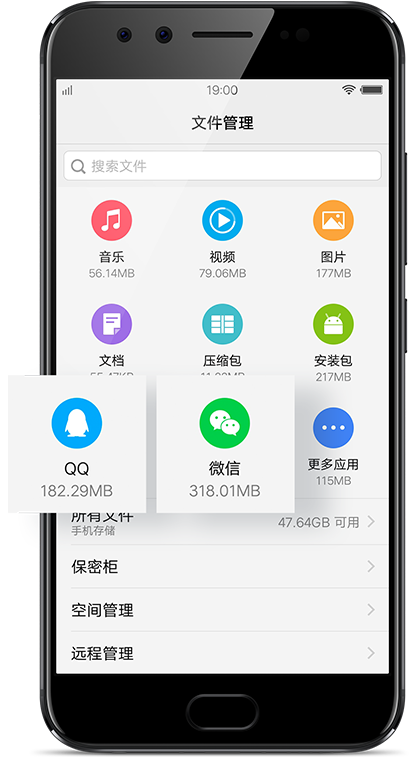 19:00
文件管理
搜索文件
音乐
56.14MB
视频
79.06MB
图片
177MB
文档
压缩包
安装包
217MB
QQ
182.29MB
微信
318.01MB
更多应用
115MB
所有文件
手机存储
47.64GB 可用
保密柜
空间管理
远程管理